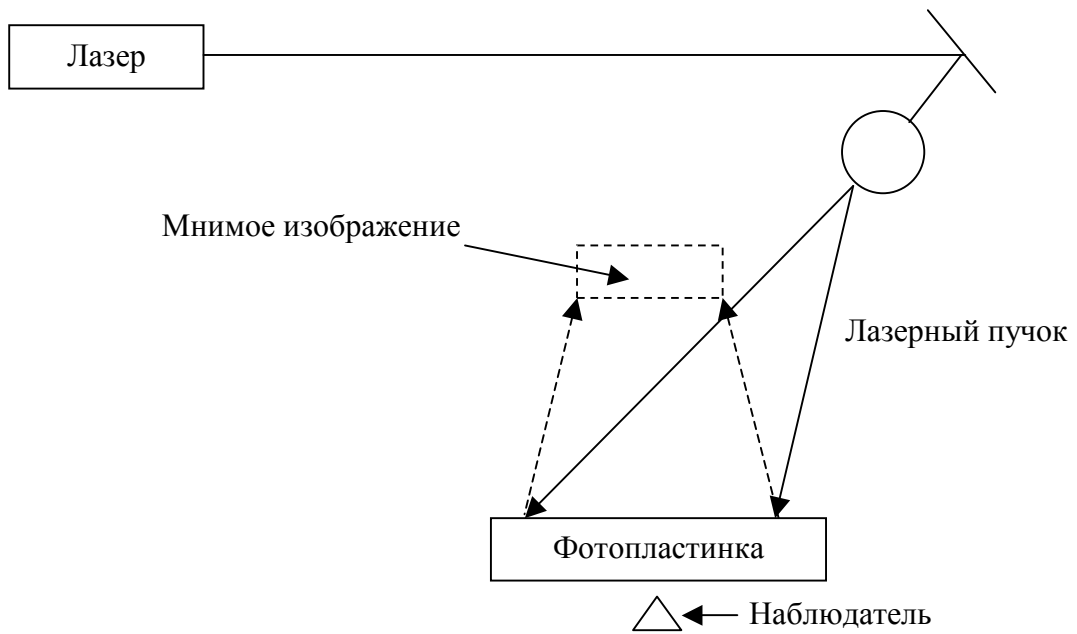 Лазер
Мнимое изображение
Лазерный пучок
Фотопластинка
Наблюдатель